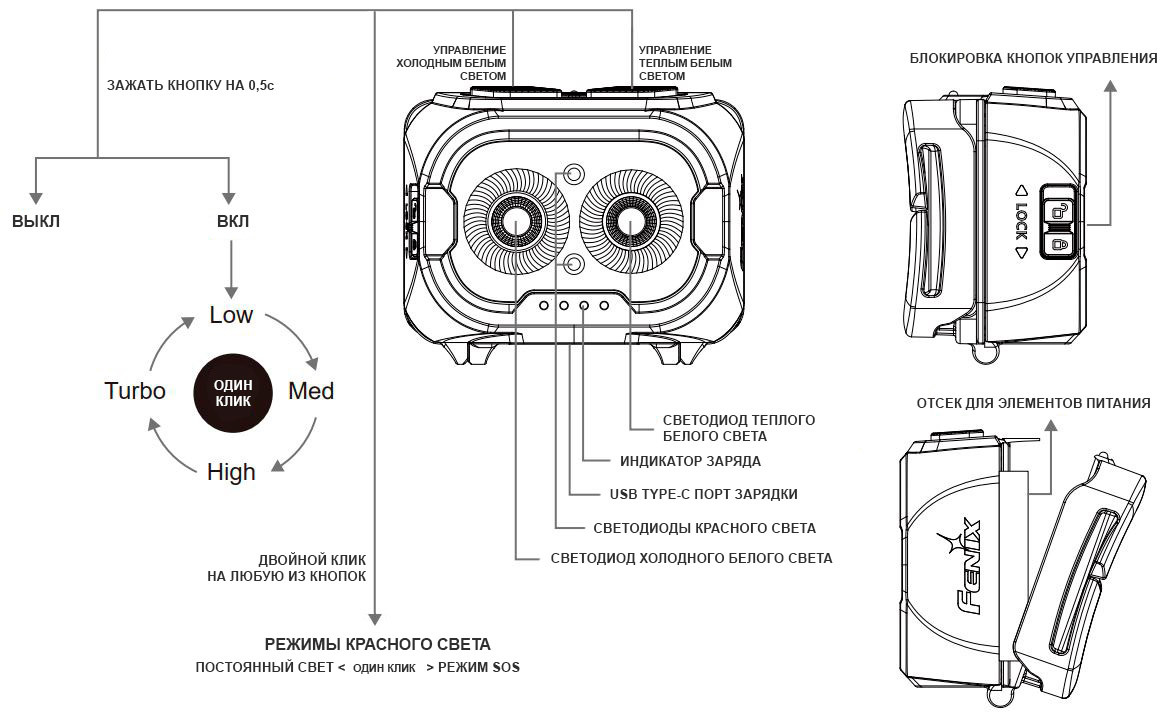 УПРАВЛЕНИЕ
ХОЛОДНЫМ БЕЛЫМ
СВЕТОМ
УПРАВЛЕНИЕ
ТЕПЛЫМ БЕЛЫМ
СВЕТОМ
БЛОКИРОВКА КНОПОК УПРАВЛЕНИЯ
ЗАЖАТЬ КНОПКУ НА 0,5с
ВЫКЛ
ВКЛ
LOCK
Low
Turbo
ОДИН
КЛИК
Med
High
СВЕТОДИОД ТЕПЛОГО
БЕЛОГО СВЕТА
ИНДИКАТОР ЗАРЯДА
USB TYPE-C ПОРТ ЗАРЯДКИ
СВЕТОДИОДЫ КРАСНОГО СВЕТА
СВЕТОДИОД ХОЛОДНОГО БЕЛОГО СВЕТА
ОТСЕК ДЛЯ ЭЛЕМЕНТОВ ПИТАНИЯ
FENIX
ДВОЙНОЙ КЛИК
НА ЛЮБУЮ ИЗ КНОПОК
РЕЖИМЫ КРАСНОГО СВЕТА
ПОСТОЯННЫЙ СВЕТ < ОДИН КЛИК > РЕЖИМ SOS